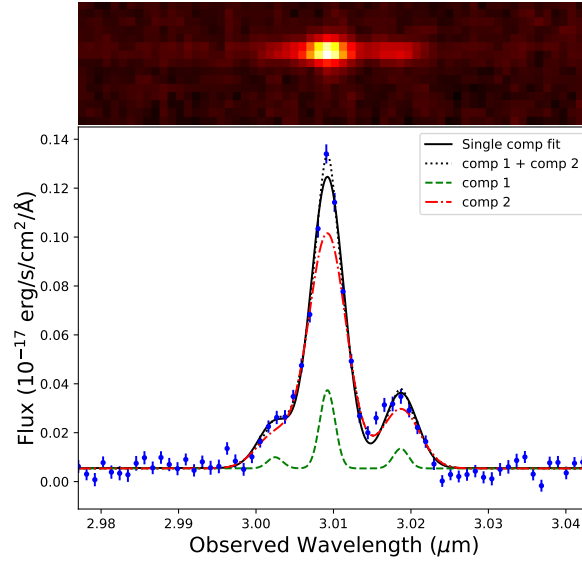 0.14
0.12
0.10
0.08
0.06
0.04
0.02
0.00
Flux (10⁻¹⁷ erg/s/cm²/Å)
Single comp fit
comp 1 + comp 2
comp 1
comp 2
2.98 2.99 3.00 3.01 3.02 3.03 3.04
Observed Wavelength (μm)